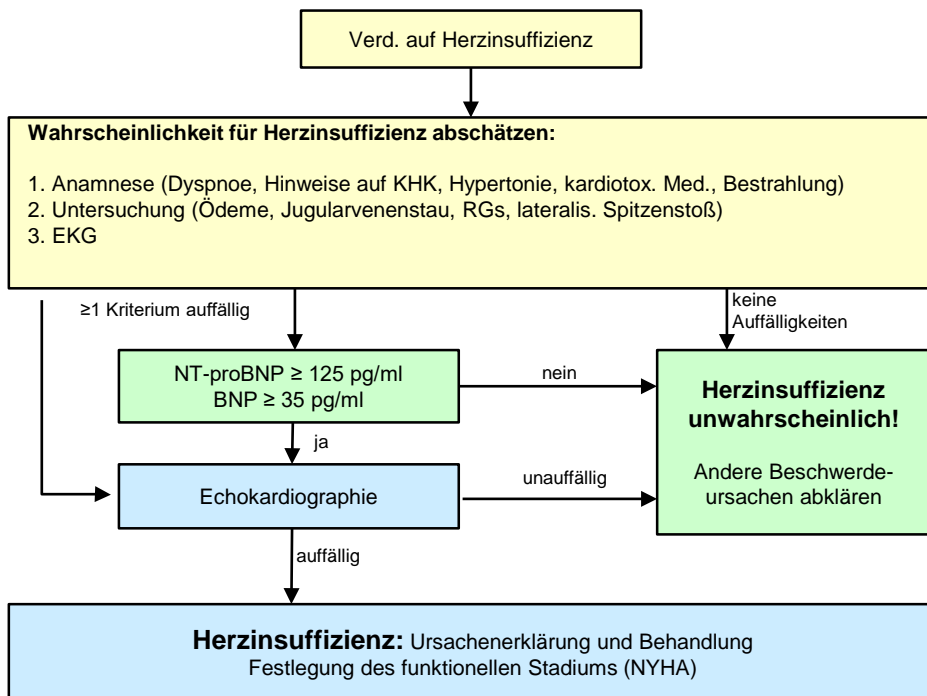 Verd. auf Herzinsuffizienz
Wahrscheinlichkeit für Herzinsuffizienz abschätzen:
1. Anamnese (Dyspnoe, Hinweise auf KHK, Hypertonie, kardiotox. Med., Bestrahlung)
2. Untersuchung (Ödeme, Jugularvenenstau, RGs, lateralis. Spitzenstoß)
3. EKG
≥1 Kriterium auffällig
keine
Auffälligkeiten
NT-proBNP ≥ 125 pg/ml
BNP ≥ 35 pg/ml
nein
Herzinsuffizienz
unwahrscheinlich!
Andere Beschwerde-
ursachen abklären
ja
Echokardiographie
unauffällig
auffällig
Herzinsuffizienz: Ursachenerklärung und Behandlung
Festlegung des funktionellen Stadiums (NYHA)